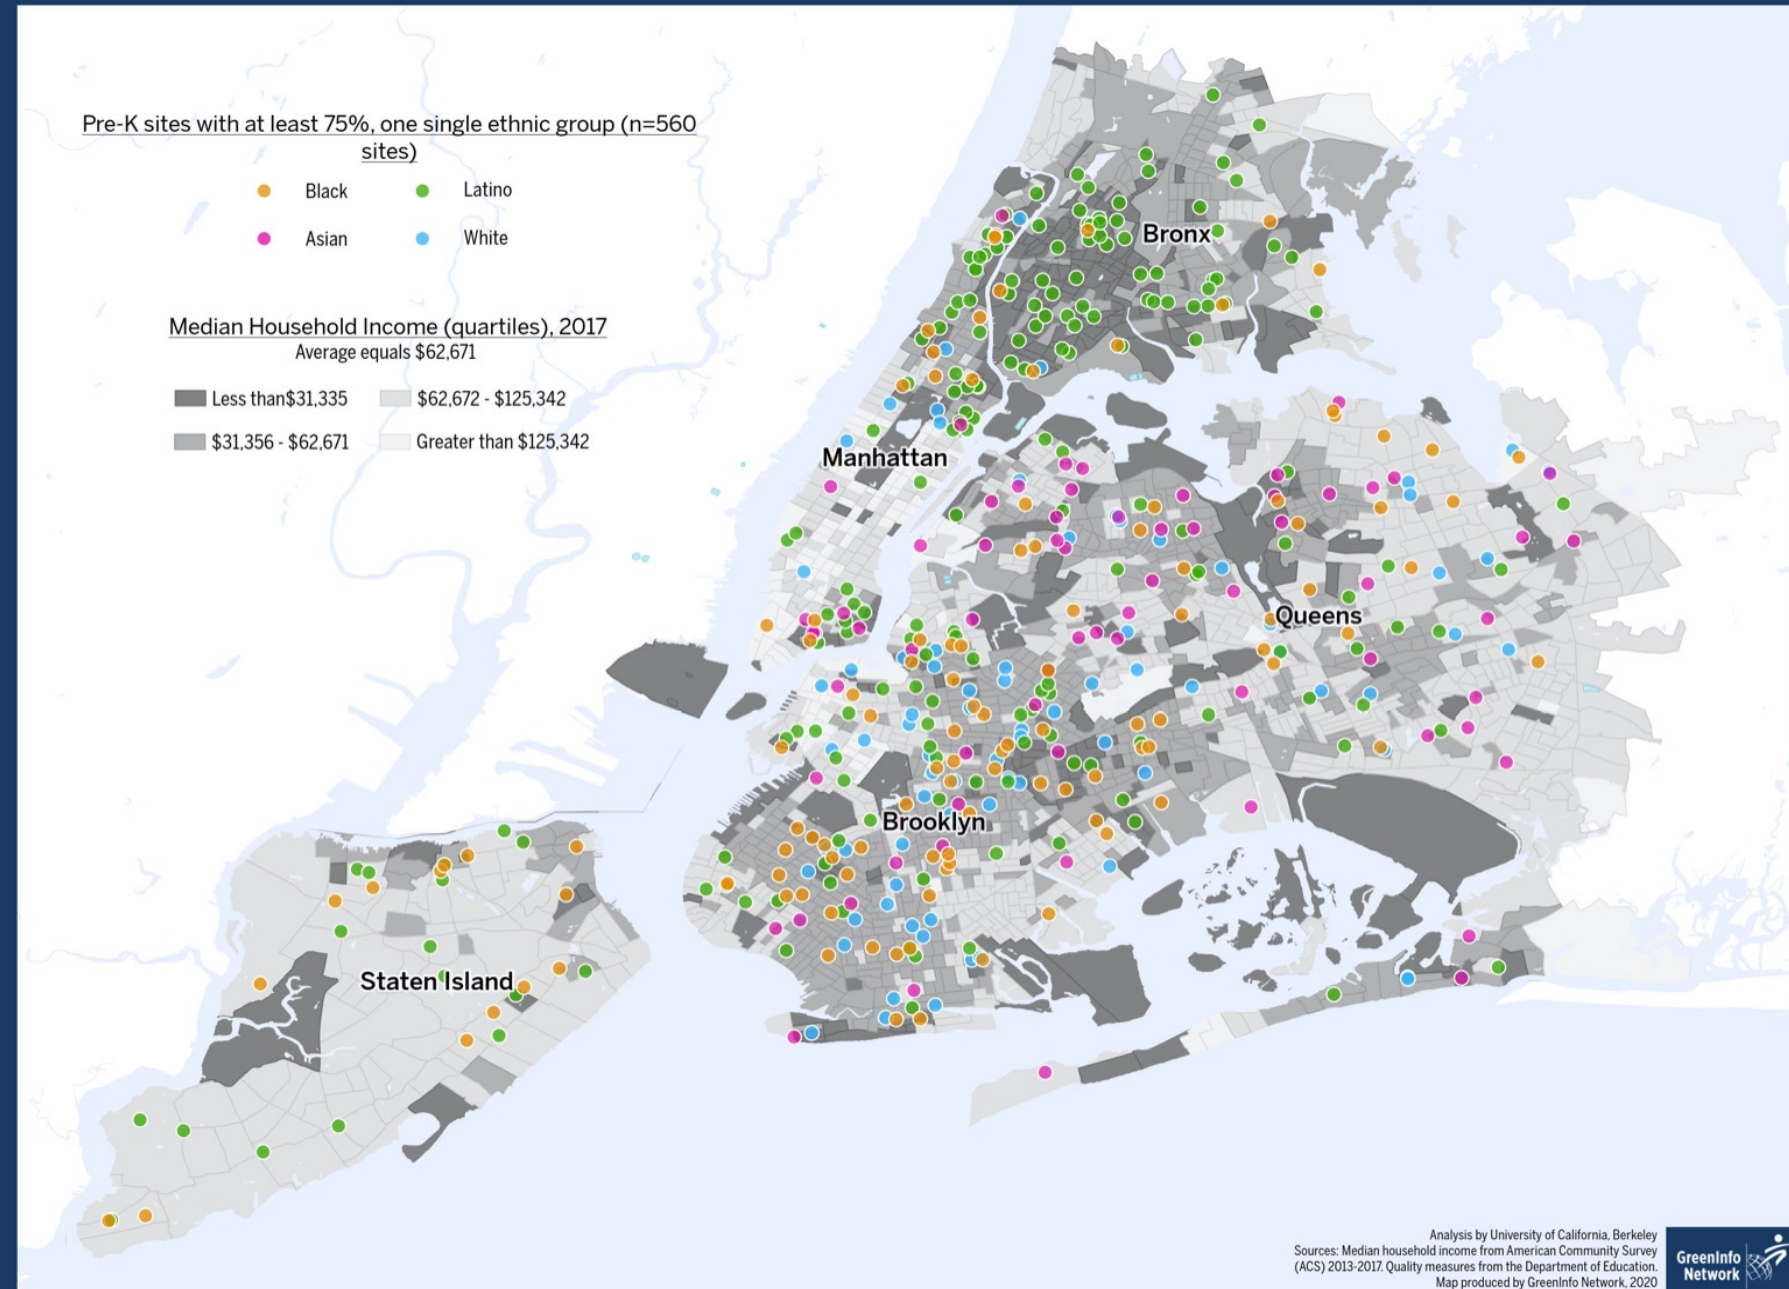 Pre-K sites with at least 75%, one single ethnic group (n=560
sites)
Black
Latino
Asian
White
Median Household Income (quartiles), 2017
Average equals $62,671
Less than$31,335
$62,672 - $125,342
$31,356 - $62,671
Greater than $125,342
Bronx
Manhattan
Queens
Brooklyn
Staten Island
Analysis by University of California, Berkeley
Sources: Median household income from American Community Survey
(ACS) 2013-2017. Quality measures from the Department of Education.
Map produced by GreenInfo Network, 2020
GreenInfo
Network